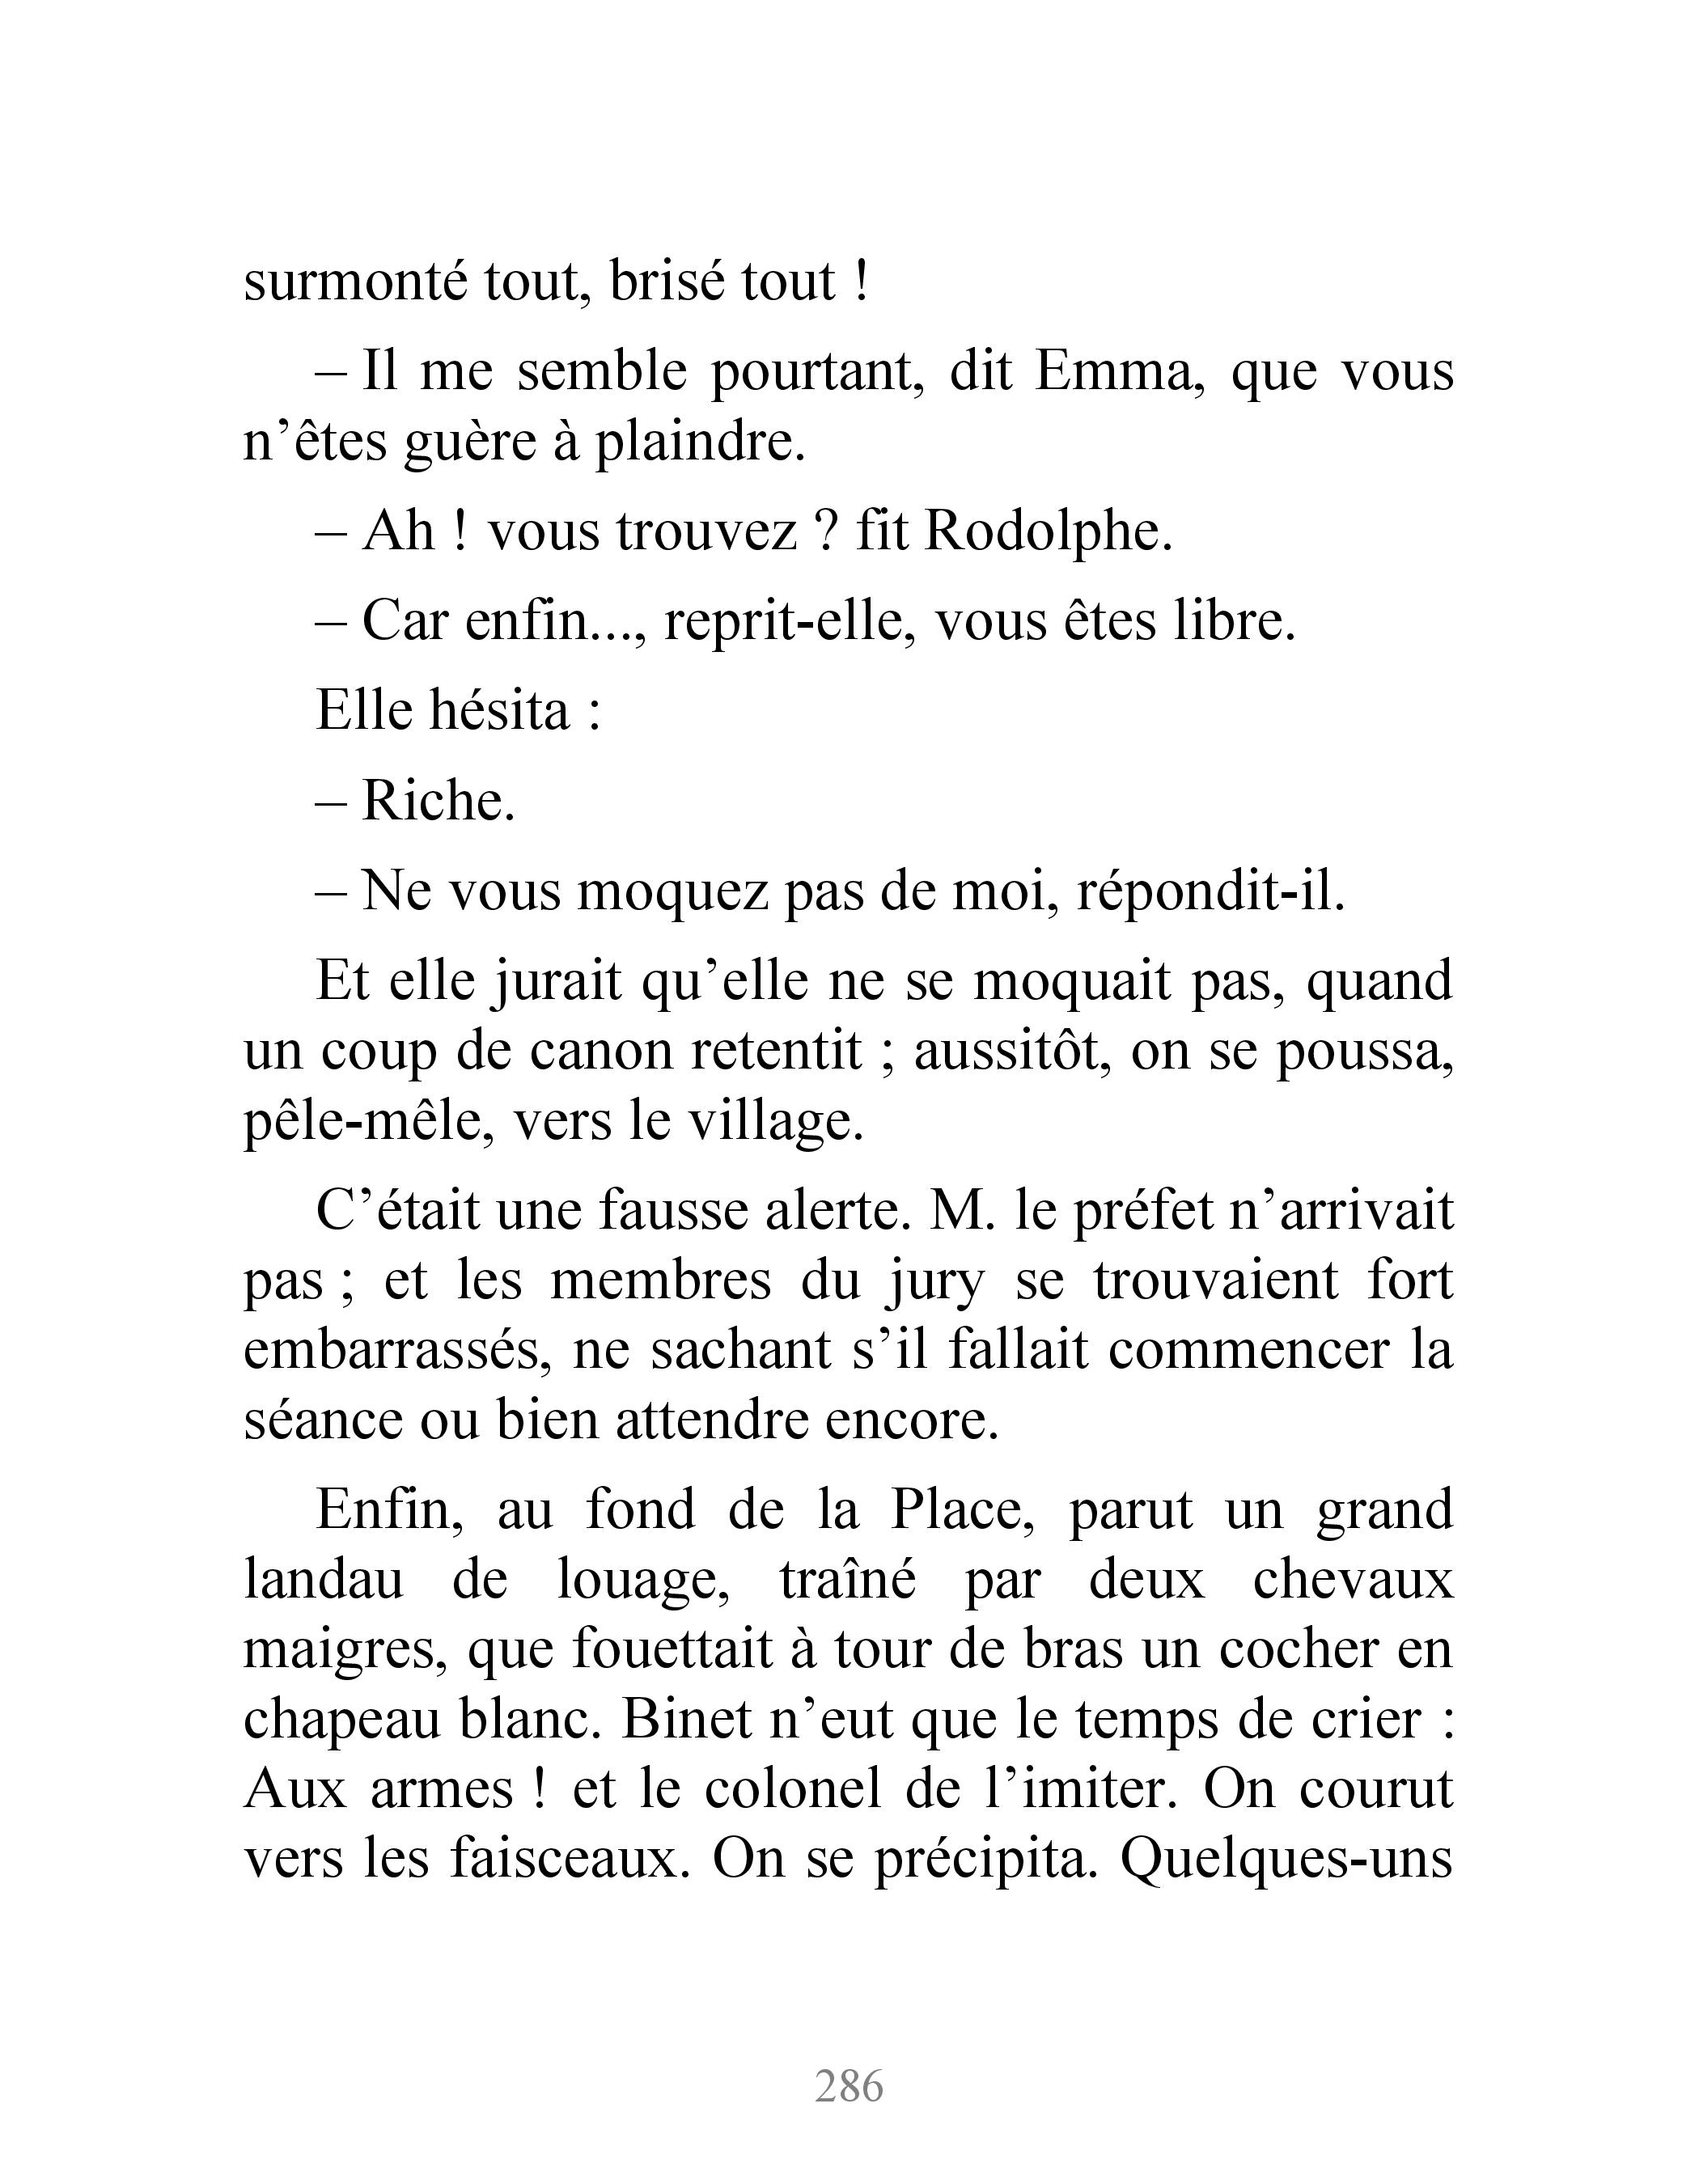 surmonté tout, brisé tout !
– Il me semble pourtant, dit Emma, que vous
n’êtes guère à plaindre.
– Ah ! vous trouvez ? fit Rodolphe.
– Car enfin..., reprit-elle, vous êtes libre.
Elle hésita :
– Riche.
– Ne vous moquez pas de moi, répondit-il.
Et elle jurait qu’elle ne se moquait pas, quand
un coup de canon retentit ; aussitôt, on se poussa,
pêle-mêle, vers le village.
C’était une fausse alerte. M. le préfet n’arrivait
pas ; et les membres du jury se trouvaient fort
embarrassés, ne sachant s’il fallait commencer la
séance ou bien attendre encore.
Enfin, au fond de la Place, parut un grand
landau de louage, traîné par deux chevaux
maigres, que fouettait à tour de bras un cocher en
chapeau blanc. Binet n’eut que le temps de crier :
Aux armes ! et le colonel de l’imiter. On courut
vers les faisceaux. On se précipita. Quelques-uns
286